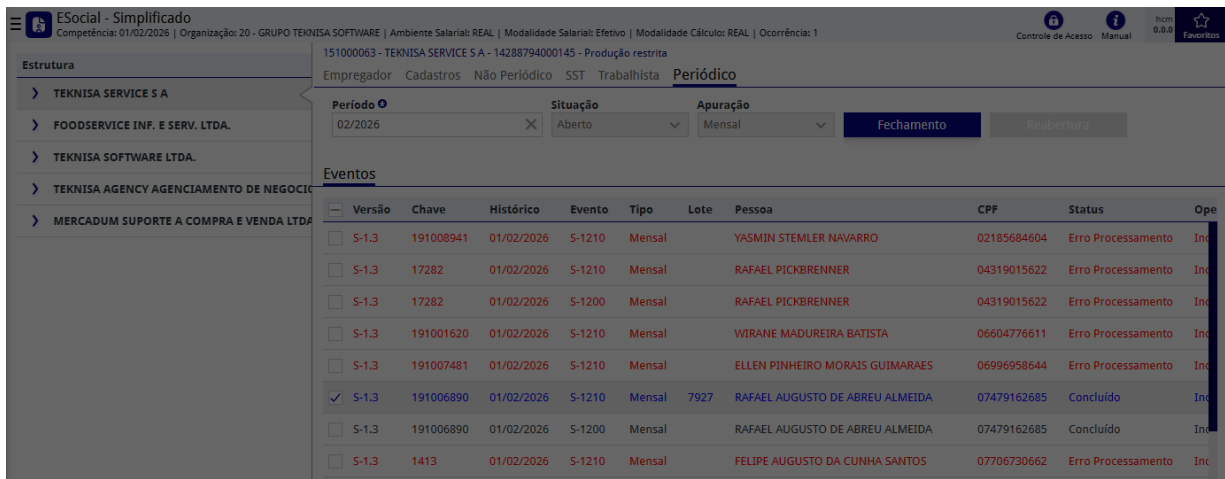 ESocial - Simplificado
Competência: 01/02/2026 | Organização: 20 - GRUPO TEKNISA SOFTWARE | Ambiente Salarial: REAL | Modalidade Salarial: Efetivo | Modalidade Cálculo: REAL | Ocorrência: 1
Controle de Acesso
Manual
hcm
0.0.0
Favoritos
Estrutura
TEKNISA SERVICE S A
FOODSERVICE INF. E SERV. LTDA.
TEKNISA SOFTWARE LTDA.
TEKNISA AGENCY AGENCIAMENTO DE NEGOCIO
MERCADUM SUPORTE A COMPRA E VENDA LTDA
151000063 - TEKNISA SERVICE S A - 14288794000145 - Produção restrita
Empregador Cadastros Não Periódico SST Trabalhista Periódico
Período Situação Apuração
02/2026 Aberto Mensal Fechamento Reabertura
Eventos
Versão Chave Histórico Evento Tipo Lote Pessoa CPF Status Ope
S-1.3 191008941 01/02/2026 S-1210 Mensal YASMIN STEMLER NAVARRO 02185684604 Erro Processamento Inc
S-1.3 17282 01/02/2026 S-1210 Mensal RAFAEL PICKBRENNER 04319015622 Erro Processamento Inc
S-1.3 17282 01/02/2026 S-1200 Mensal RAFAEL PICKBRENNER 04319015622 Erro Processamento Inc
S-1.3 191001620 01/02/2026 S-1210 Mensal WIRANE MADUREIRA BATISTA 06604776611 Erro Processamento Inc
S-1.3 191007481 01/02/2026 S-1210 Mensal ELLEN PINHEIRO MORAIS GUIMARAES 06996958644 Erro Processamento Inc
S-1.3 191006890 01/02/2026 S-1210 Mensal 7927 RAFAEL AUGUSTO DE ABREU ALMEIDA 07479162685 Concluído Inc
S-1.3 191006890 01/02/2026 S-1200 Mensal RAFAEL AUGUSTO DE ABREU ALMEIDA 07479162685 Concluído Inc
S-1.3 1413 01/02/2026 S-1210 Mensal FELIPE AUGUSTO DA CUNHA SANTOS 07706730662 Erro Processamento Inc